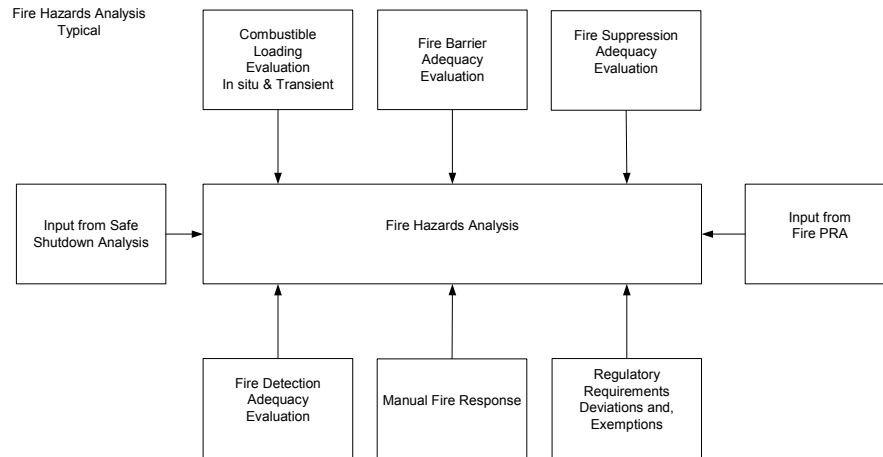 Fire Hazards Analysis
Typical
Combustible
Loading
Evaluation
In situ & Transient
Fire Barrier
Adequacy
Evaluation
Fire Suppression
Adequacy
Evaluation
Input from Safe
Shutdown Analysis
Fire Hazards Analysis
Input from
Fire PRA
Fire Detection
Adequacy
Evaluation
Manual Fire Response
Regulatory
Requirements
Deviations and,
Exemptions